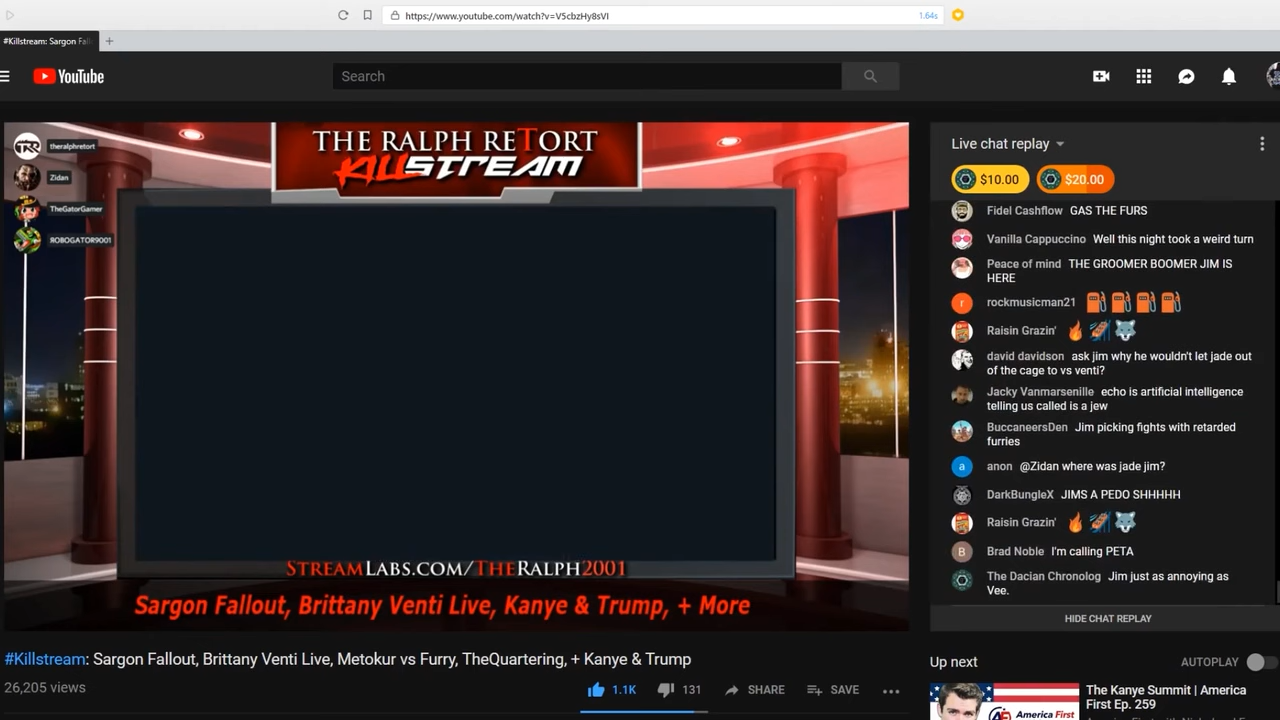 https://www.youtube.com/watch?v=V5cbzHy8sVI
1.64s
#Killstream: Sargon Fal
YouTube
Search
THE RALPH RETORT
KILLSTREAM
theralphretort
Zidan
TheGatorGamer
ROBOGATOR9001
STREAMLABS.COM/THERALPH2001
Sargon Fallout, Brittany Venti Live, Kanye & Trump, + More
#Killstream: Sargon Fallout, Brittany Venti Live, Metokur vs Furry, TheQuartering, + Kanye & Trump
26,205 views
1.1K
131
SHARE
SAVE
Live chat replay
$10.00
$20.00
Fidel Cashflow GAS THE FURS
Vanilla Cappuccino Well this night took a weird turn
Peace of mind THE GROOMER BOOMER JIM IS
HERE
rockmusicman21
Raisin Grazin'
david davidson ask jim why he wouldn't let jade out
of the cage to vs venti?
Jacky Vanmarsenille echo is artificial intelligence
telling us called is a jew
BuccaneersDen Jim picking fights with retarded
furries
anon @Zidan where was jade jim?
DarkBungleX JIMS A PEDO SHHHHH
Raisin Grazin'
Brad Noble I'm calling PETA
The Dacian Chronolog Jim just as annoying as
Vee.
HIDE CHAT REPLAY
Up next
AUTOPLAY
The Kanye Summit | America
First Ep. 259
America First